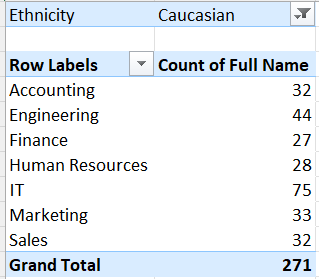 Ethnicity Caucasian
Row Labels Count of Full Name
Accounting 32
Engineering 44
Finance 27
Human Resources 28
IT 75
Marketing 33
Sales 32
Grand Total 271